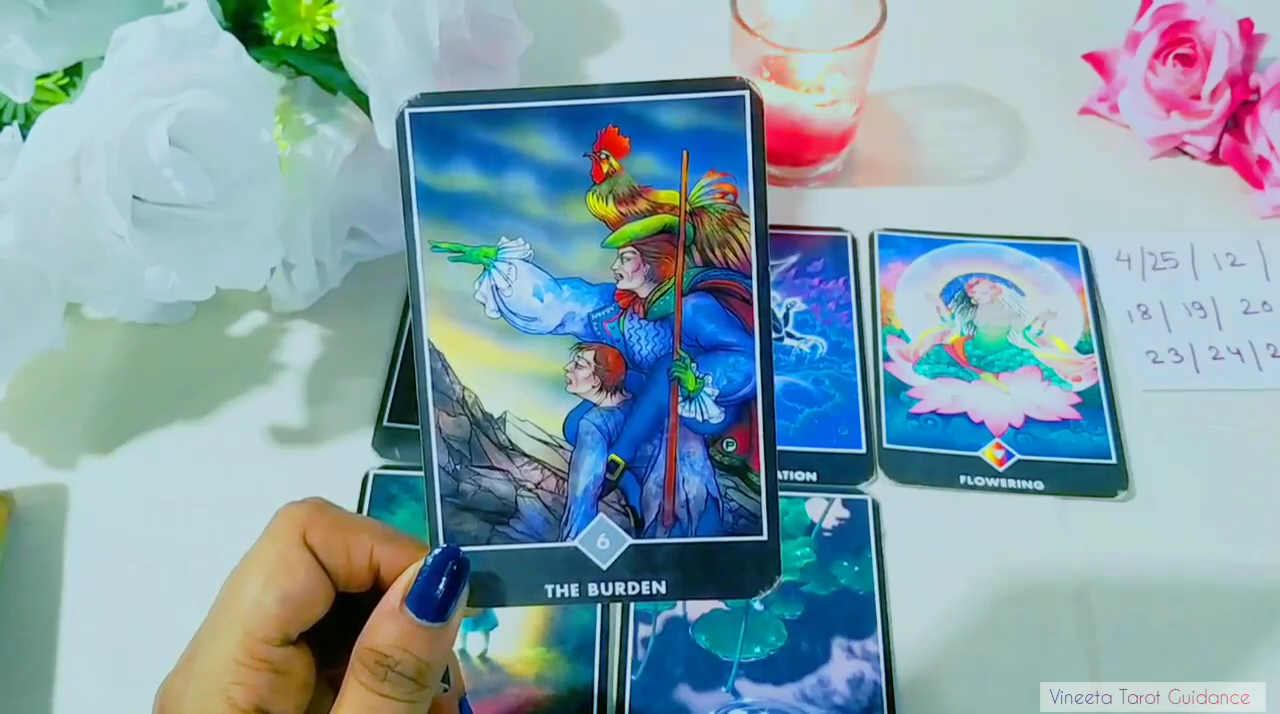 6
THE BURDEN
ATION
FLOWERING
4/25/12/
18/19/20
23/24/2
P
Vineeta Tarot Guidance